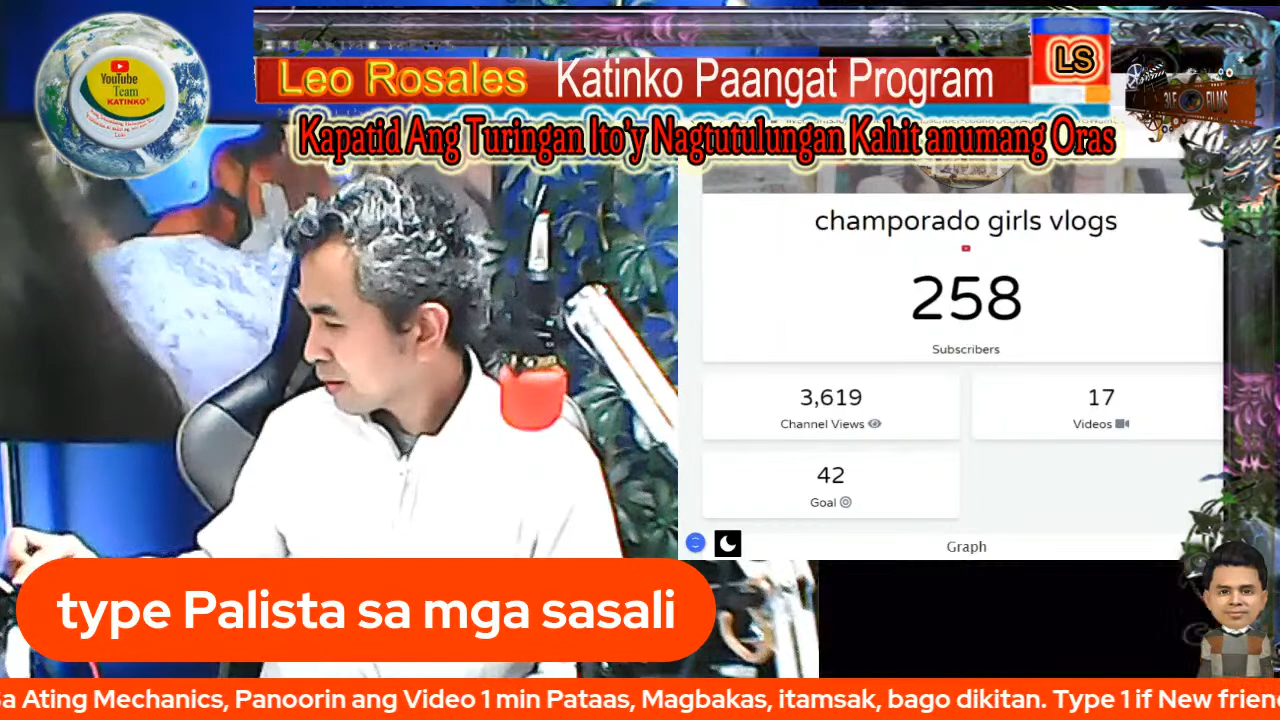 YouTube
Team
KATINKO
Leo Rosales Katinko Paangat Program
LS
FILMS
Kapatid Ang Turingan Ito'y Nagtutulungan Kahit anumang Oras
champorado girls vlogs
258
Subscribers
3,619
Channel Views
17
Videos
42
Goal
Graph
type Palista sa mga sasali
sa Ating Mechanics, Panoorin ang Video 1 min Pataas, Magbakas, itamsak, bago dikitan. Type 1 if New frien